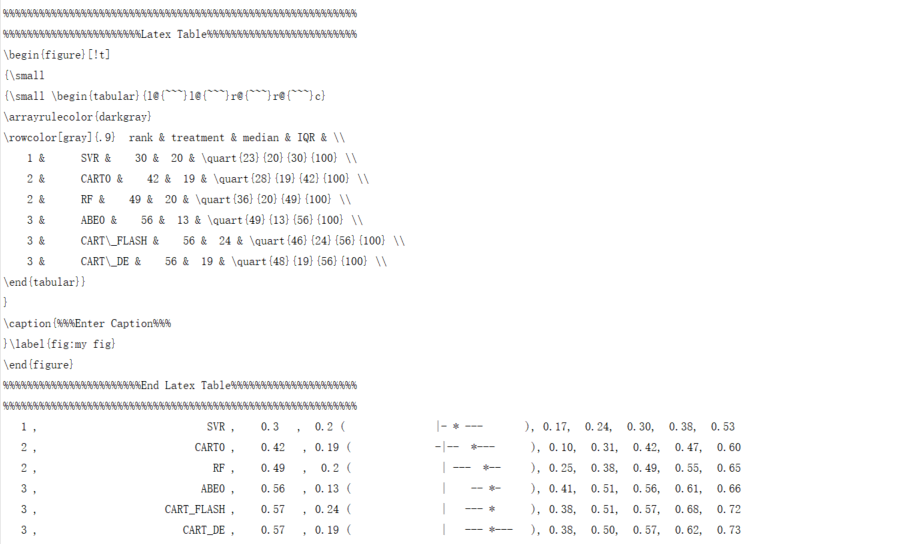 %%%%%%%%%%%%%%%%%%%%%%%%%%%%%%%%%%%%%%%%%%%%%%%%%%%%%%%%%%%
%%%%%%%%%%%%%%%%%%%%%%%Latex Table%%%%%%%%%%%%%%%%%%%%%%%%%
\begin{figure}[!t]
{\small
{\small \begin{tabular}{l@{~~~}l@{~~~}r@{~~~}r@{~~~}c}
\arrayrulecolor{darkgray}
\rowcolor[gray]{.9}  rank & treatment & median & IQR & \\
    1 &      SVR &    30 &  20 & \quart{23}{20}{30}{100} \\
    2 &      CART0 &    42 &  19 & \quart{28}{19}{42}{100} \\
    2 &      RF &    49 &  20 & \quart{36}{20}{49}{100} \\
    3 &      ABE0 &    56 &  13 & \quart{49}{13}{56}{100} \\
    3 &      CART\_FLASH &      56 &  24 & \quart{46}{24}{56}{100} \\
    3 &      CART\_DE &    56 &  19 & \quart{48}{19}{56}{100} \\
\end{tabular}}
}
\caption{%%%Enter Caption%%%
}\label{fig:my fig}
\end{figure}
%%%%%%%%%%%%%%%%%%%%%%%End Latex Table%%%%%%%%%%%%%%%%%%%%%
%%%%%%%%%%%%%%%%%%%%%%%%%%%%%%%%%%%%%%%%%%%%%%%%%%%%%%%%%%%
   1 ,                            SVR ,    0.3   ,  0.2 (               |- * ---       ), 0.17,  0.24,  0.30,  0.38,  0.53
   2 ,                          CART0 ,    0.42   , 0.19 (              -|--  *---      ), 0.10,  0.31,  0.42,  0.47,  0.60
   2 ,                             RF ,    0.49   ,  0.2 (               | ---  *--     ), 0.25,  0.38,  0.49,  0.55,  0.65
   3 ,                           ABE0 ,    0.56   , 0.13 (               |    -- *-     ), 0.41,  0.51,  0.56,  0.61,  0.66
   3 ,                     CART_FLASH ,    0.57   , 0.24 (               |   --- *      ), 0.38,  0.51,  0.57,  0.68,  0.72
   3 ,                        CART_DE ,    0.57   , 0.19 (               |   --- *---   ), 0.38,  0.50,  0.57,  0.62,  0.73